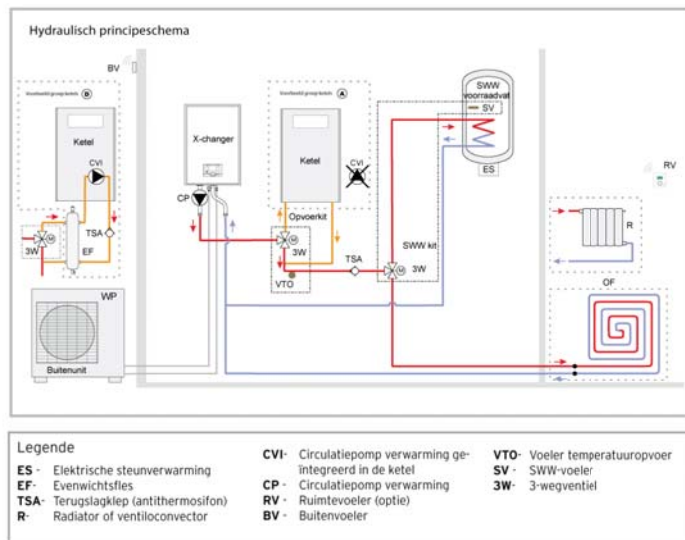 Hydraulisch principeschema
BV
Voorbeeld groep ketels B
Ketel
CVI
TSA
3W
M
EF
WP
Buitenunit
X-changer
CP
Voorbeeld groep ketels A
Ketel
CVI
Opvoerkit
3W
M
VTO
TSA
SWW kit
M
3W
SWW
voorraadvat
SV
ES
RV
R
OF
Legende
ES - Elektrische steunverwarming
EF- Evenwichtsfles
TSA- Terugslagklep (antithermosifon)
R- Radiator of ventiloconvector
CVI- Circulatiepomp verwarming ge-
ïntegreerd in de ketel
CP - Circulatiepomp verwarming
RV - Ruimtevoeler (optie)
BV - Buitenvoeler
VTO- Voeler temperatuuropvoer
SV - SWW-voeler
3W- 3-wegventiel